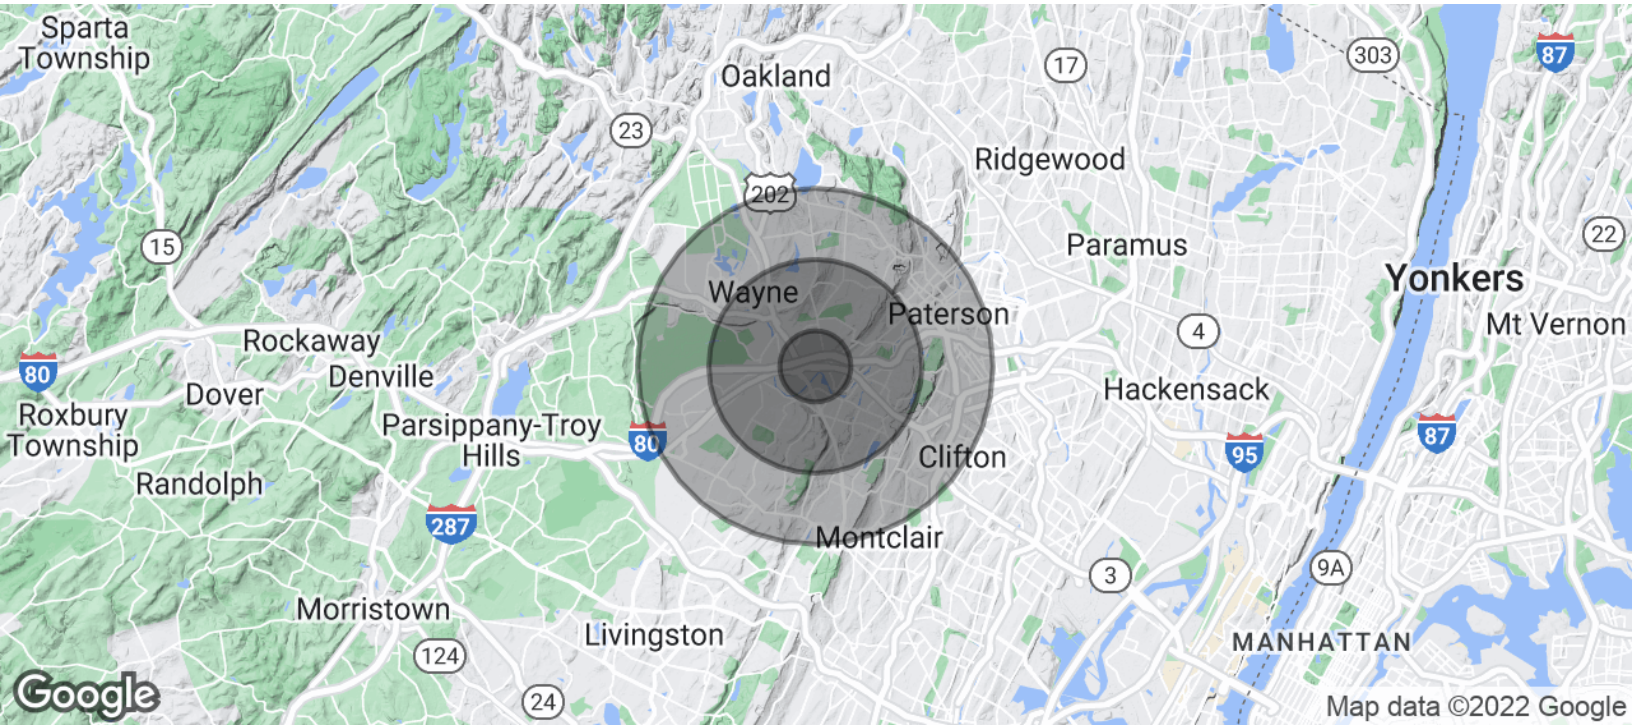 Sparta
Township
303
87
17
Oakland
23
Ridgewood
202
15
Paramus
22
Yonkers
Wayne
Paterson
Mt Vernon
4
Rockaway
80
Denville
Dover
Hackensack
Roxbury
Township
Parsippany-Troy
Hills
80
87
95
Clifton
Randolph
287
Montclair
3
9A
Morristown
Livingston
MANHATTAN
124
24
Google
Map data ©2022 Google